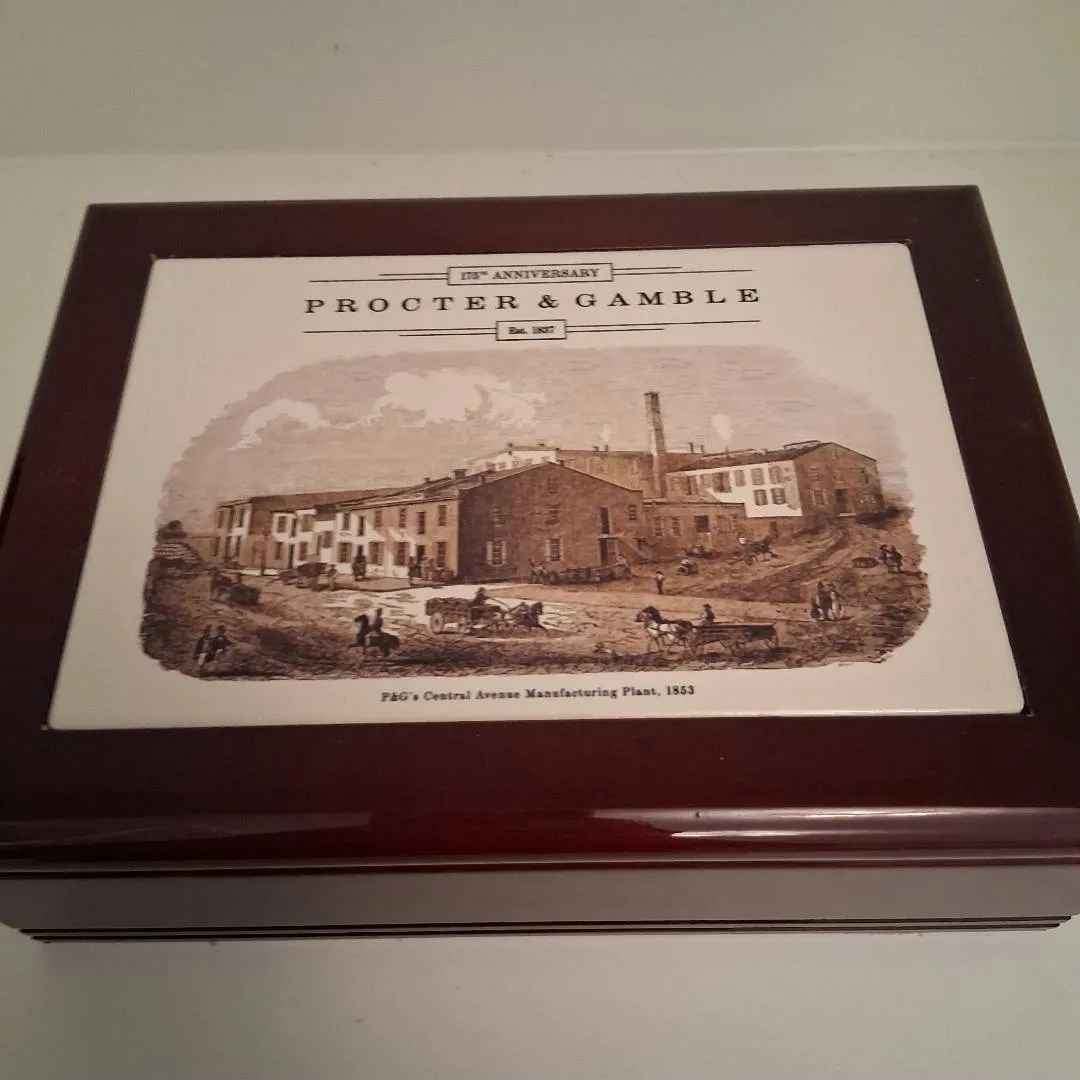 175TH ANNIVERSARY
PROCTER & GAMBLE
Est. 1837
P&G's Central Avenue Manufacturing Plant, 1853